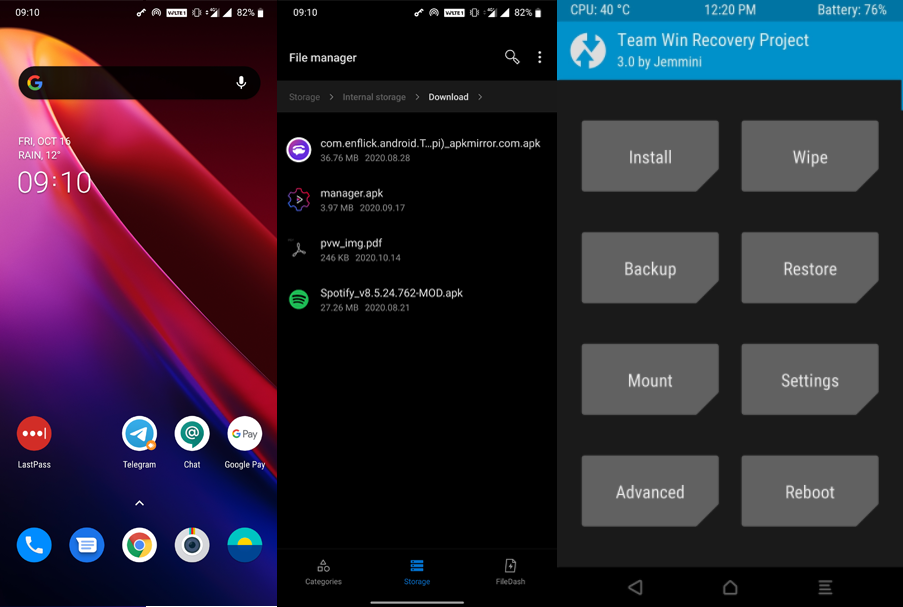 09:10
VoLTE1
4G
82%
G
FRI, OCT 16
RAIN, 12°
09:10
LastPass
Telegram
Chat
G Pay
Google Pay
09:10
VoLTE1
4G
82%
File manager
Storage
Internal storage
Download
com.enflick.android.T…pi)_apkmirror.com.apk
36.76 MB 2020.08.28
manager.apk
3.97 MB 2020.09.17
pvw_img.pdf
246 KB 2020.10.14
Spotify_v8.5.24.762-MOD.apk
27.26 MB 2020.08.21
Categories
Storage
FileDash
CPU: 40 °C
12:20 PM
Battery: 76%
Team Win Recovery Project
3.0 by Jemmini
Install
Wipe
Backup
Restore
Mount
Settings
Advanced
Reboot